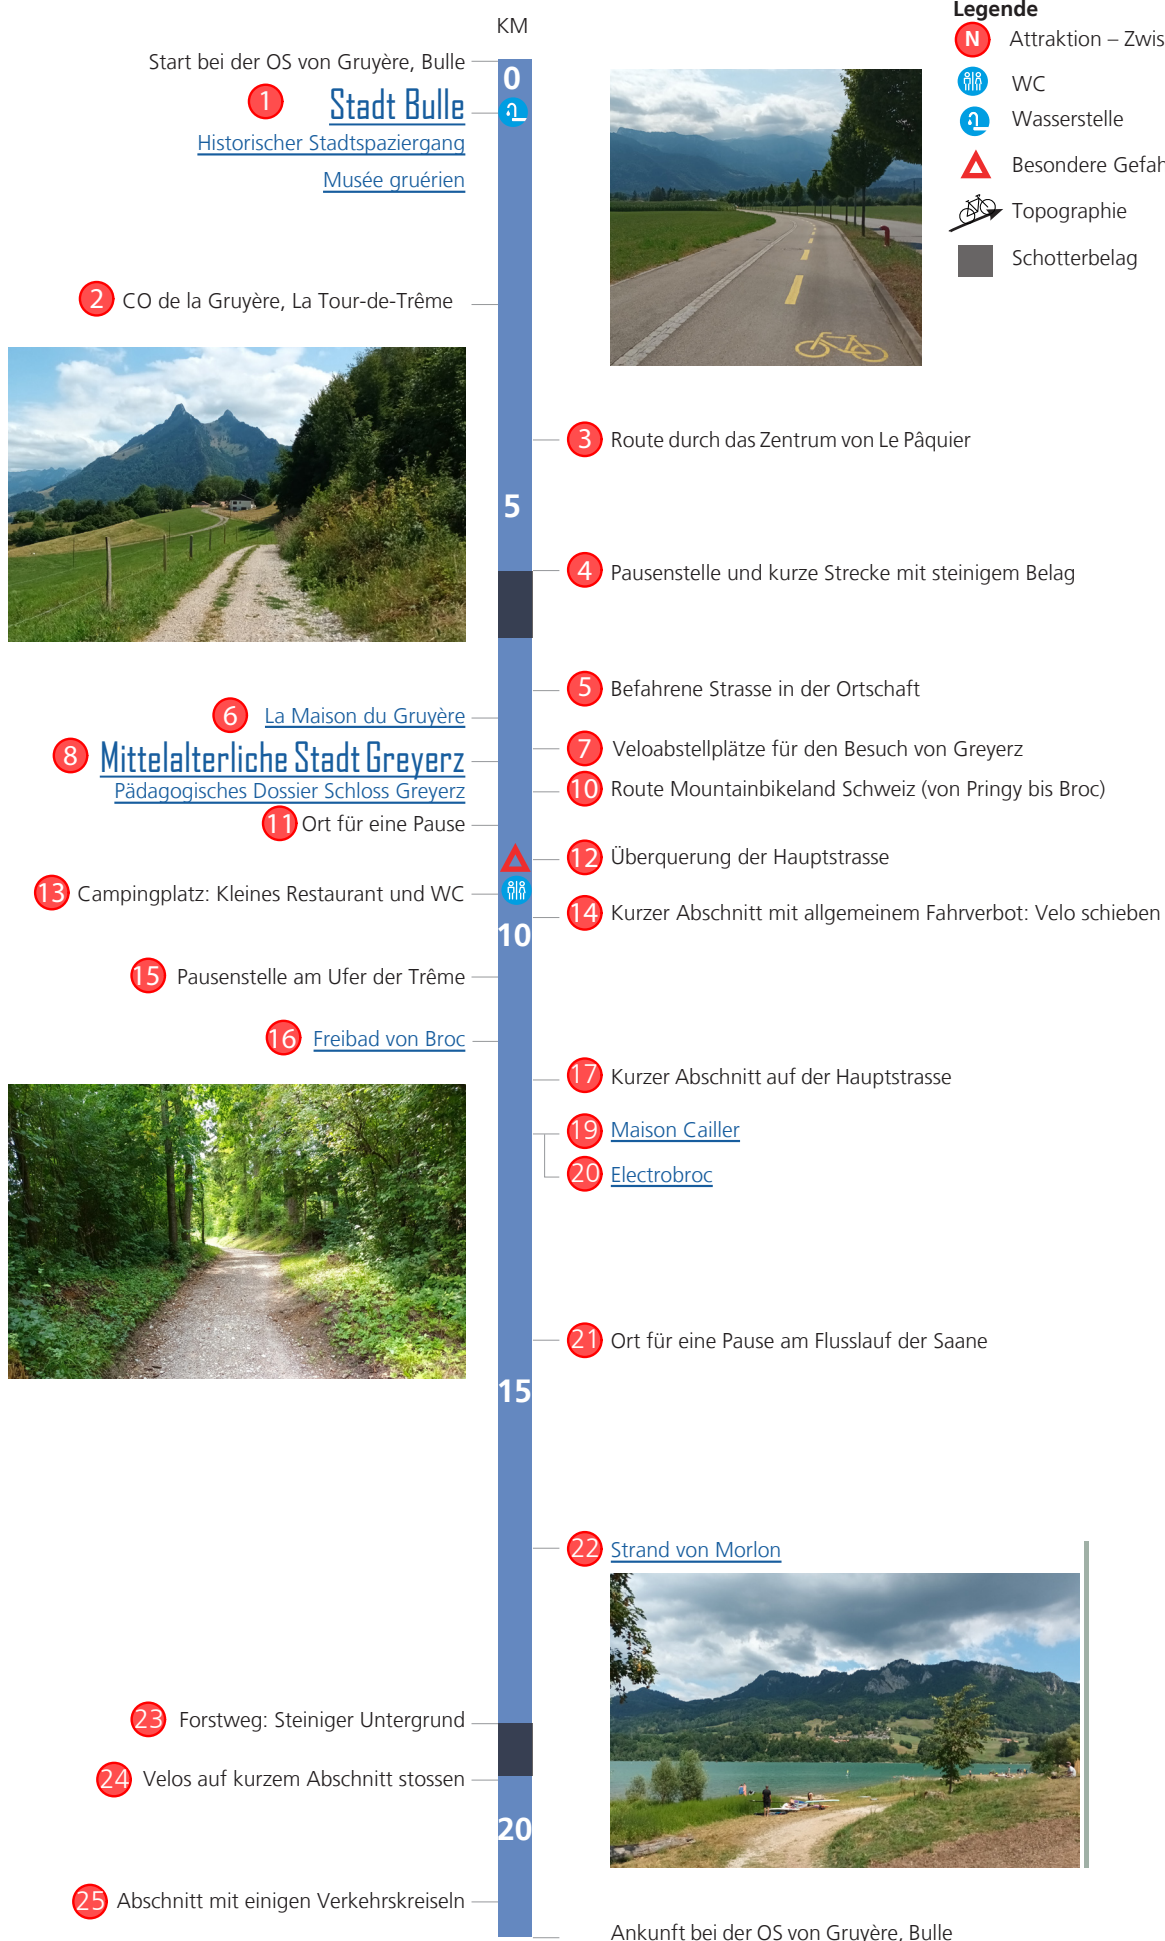 KM
Legende
N Attraktion – Zwis
WC
Wasserstelle
Besondere Gefah
Topographie
Schotterbelag
Start bei der OS von Gruyère, Bulle
0
1 Stadt Bulle
Historischer Stadtspaziergang
Musée gruérien
2 CO de la Gruyère, La Tour-de-Trême
3 Route durch das Zentrum von Le Pâquier
5
4 Pausenstelle und kurze Strecke mit steinigem Belag
5 Befahrene Strasse in der Ortschaft
6 La Maison du Gruyère
7 Veloabstellplätze für den Besuch von Greyerz
8 Mittelalterliche Stadt Greyerz
Pädagogisches Dossier Schloss Greyerz
10 Route Mountainbikeland Schweiz (von Pringy bis Broc)
11 Ort für eine Pause
12 Überquerung der Hauptstrasse
13 Campingplatz: Kleines Restaurant und WC
14 Kurzer Abschnitt mit allgemeinem Fahrverbot: Velo schieben
10
15 Pausenstelle am Ufer der Trême
16 Freibad von Broc
17 Kurzer Abschnitt auf der Hauptstrasse
19 Maison Cailler
20 Electrobroc
21 Ort für eine Pause am Flusslauf der Saane
15
22 Strand von Morlon
23 Forstweg: Steiniger Untergrund
24 Velos auf kurzem Abschnitt stossen
20
25 Abschnitt mit einigen Verkehrskreiseln
Ankunft bei der OS von Gruyère, Bulle